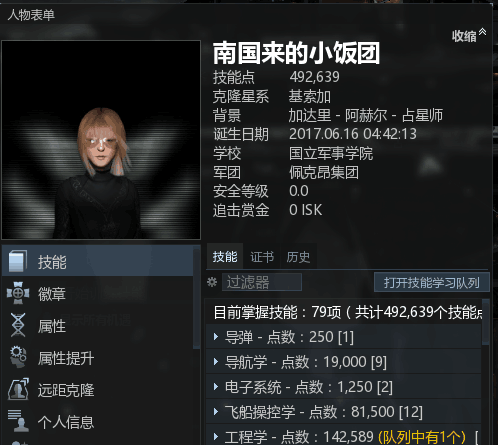 人物表单
收缩
南国来的小饭团
技能点 492,639
克隆星系 基索加
背景 加达里 - 阿赫尔 - 占星师
诞生日期 2017.06.16 04:42:13
学校 国立军事学院
军团 佩克昂集团
安全等级 0.0
追击赏金 0 ISK
技能 证书 历史
过滤器 打开技能学习队列
目前掌握技能：79项（共计492,639个技能点
导弹 - 点数：250 [1]
导航学 - 点数：19,000 [9]
电子系统 - 点数：1,250 [2]
飞船操控学 - 点数：81,500 [12]
工程学 - 点数：142,589 (队列中有1个) [
技能
徽章
属性
属性提升
远距克隆
个人信息